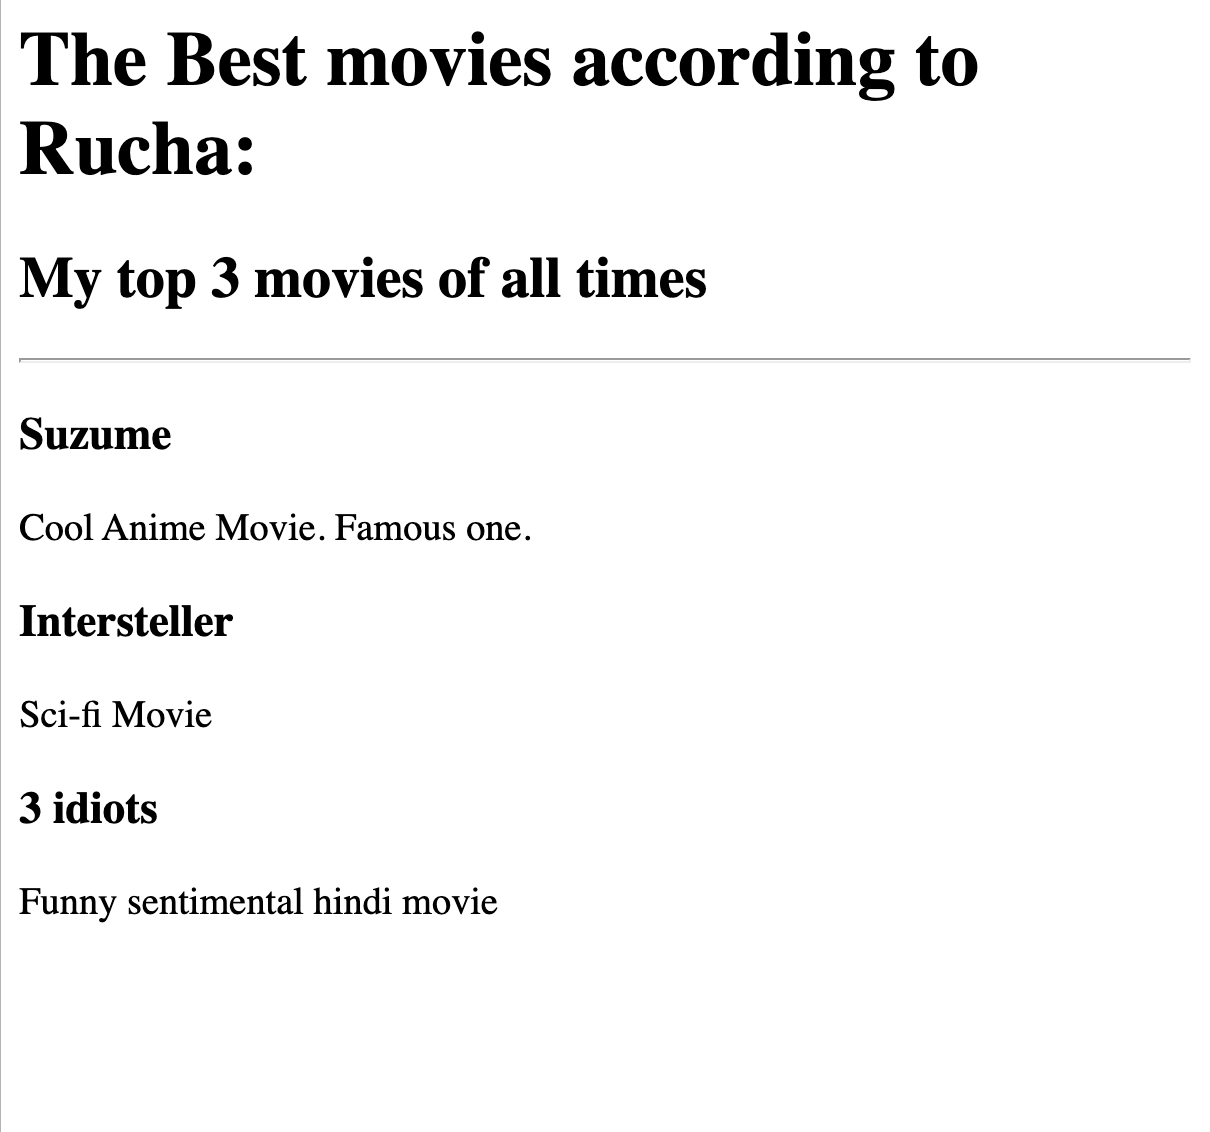 The Best movies according to
Rucha:
My top 3 movies of all times
Suzume
Cool Anime Movie. Famous one.
Intersteller
Sci-fi Movie
3 idiots
Funny sentimental hindi movie